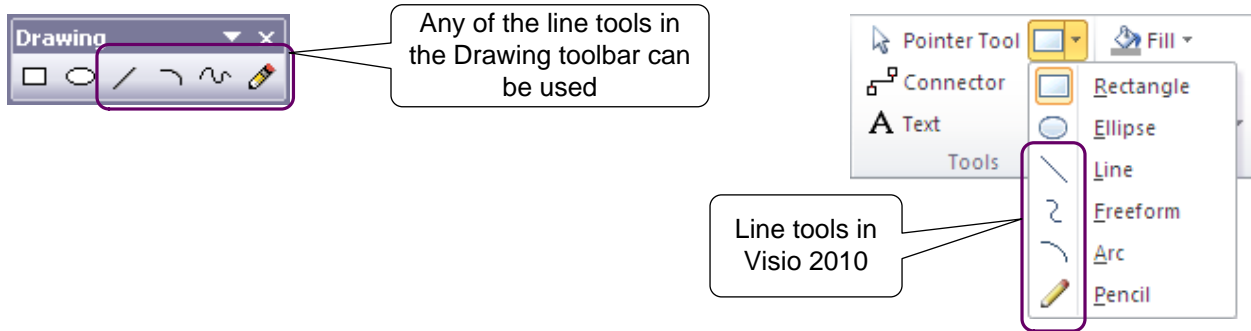 Drawing
Any of the line tools in
the Drawing toolbar can
be used
Pointer Tool
Fill
Connector
Text
Tools
Rectangle
Ellipse
Line
Freeform
Arc
Pencil
Line tools in
Visio 2010